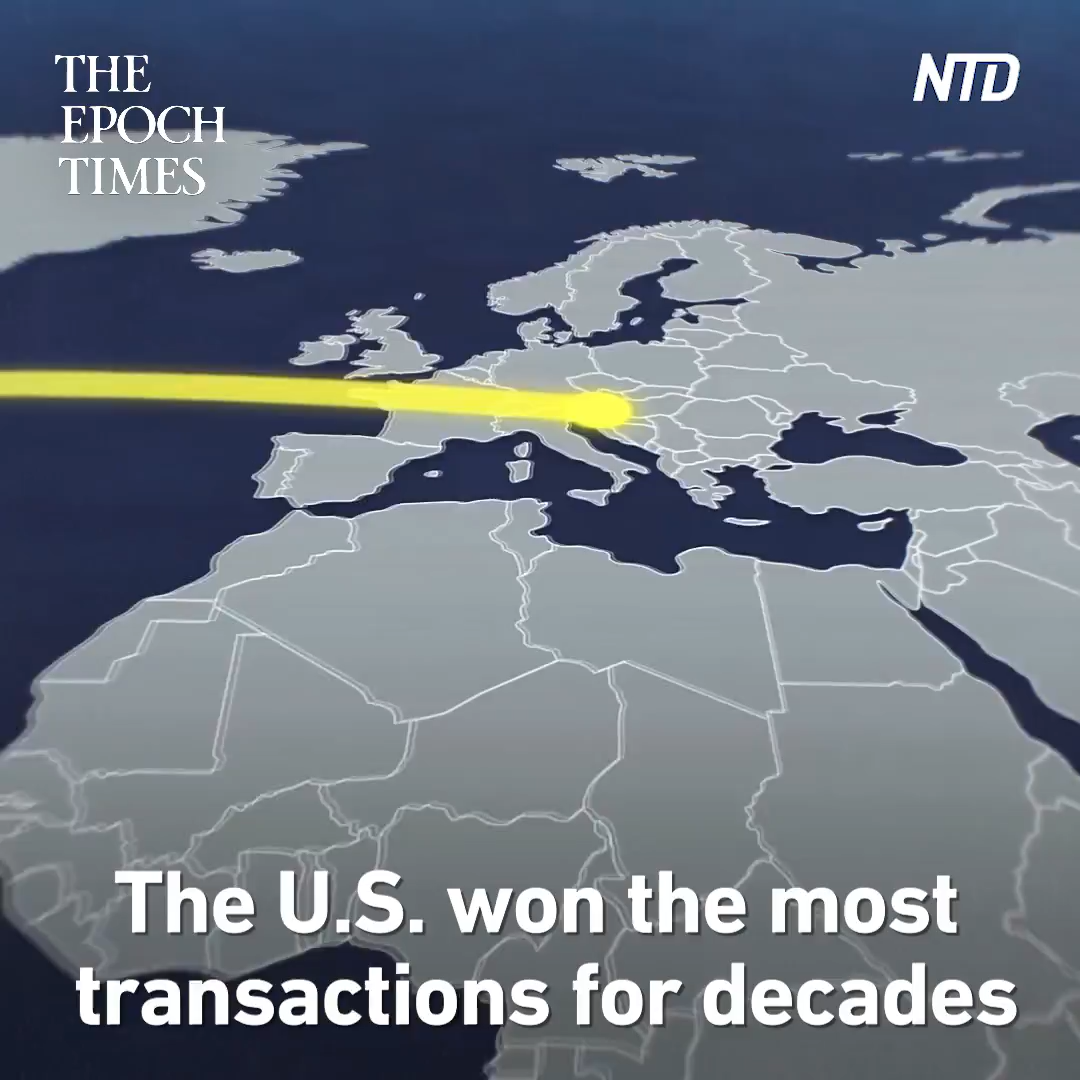 THE
EPOCH
TIMES
NTD
The U.S. won the most
transactions for decades